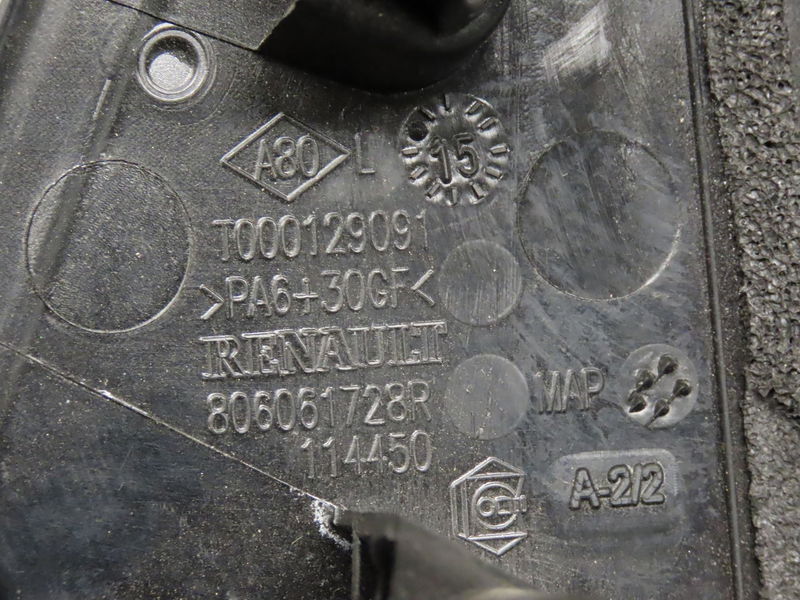 A80 L 15
T000129091
>PA6+30GF<
RENAULT
806061728R
MAP
114450
A-2/2